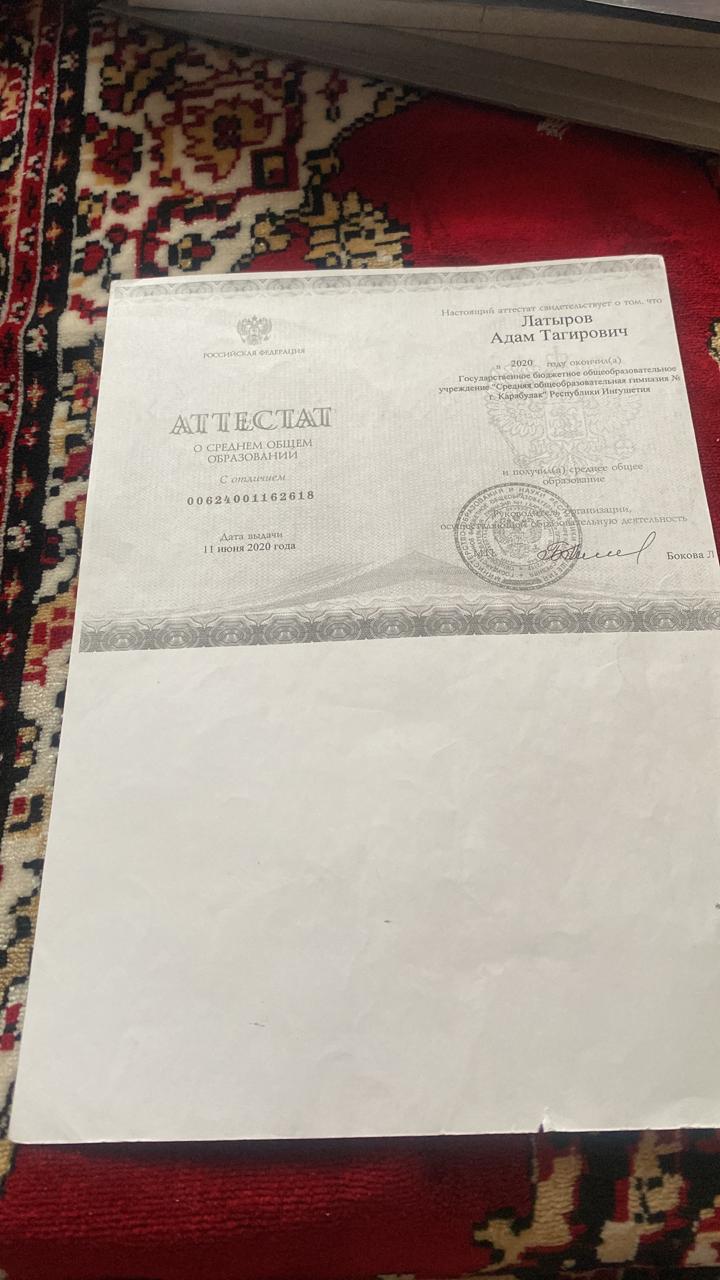 РОССИЙСКАЯ ФЕДЕРАЦИЯ
АТТЕСТАТ
О СРЕДНЕМ ОБЩЕМ
ОБРАЗОВАНИИ
С отличием
00624001162618
Дата выдачи
11 июня 2020 года
Настоящий аттестат свидетельствует о том, что
Латыров
Адам Тагирович
в 2020 году окончил(а)
Государственное бюджетное общеобразовательное
учреждение "Средняя общеобразовательная гимназия №
г. Карабулак" Республики Ингушетия
и получил(а) среднее общее
образование
Руководитель организации,
осуществляющей образовательную деятельность
М.П.
Бокова Л